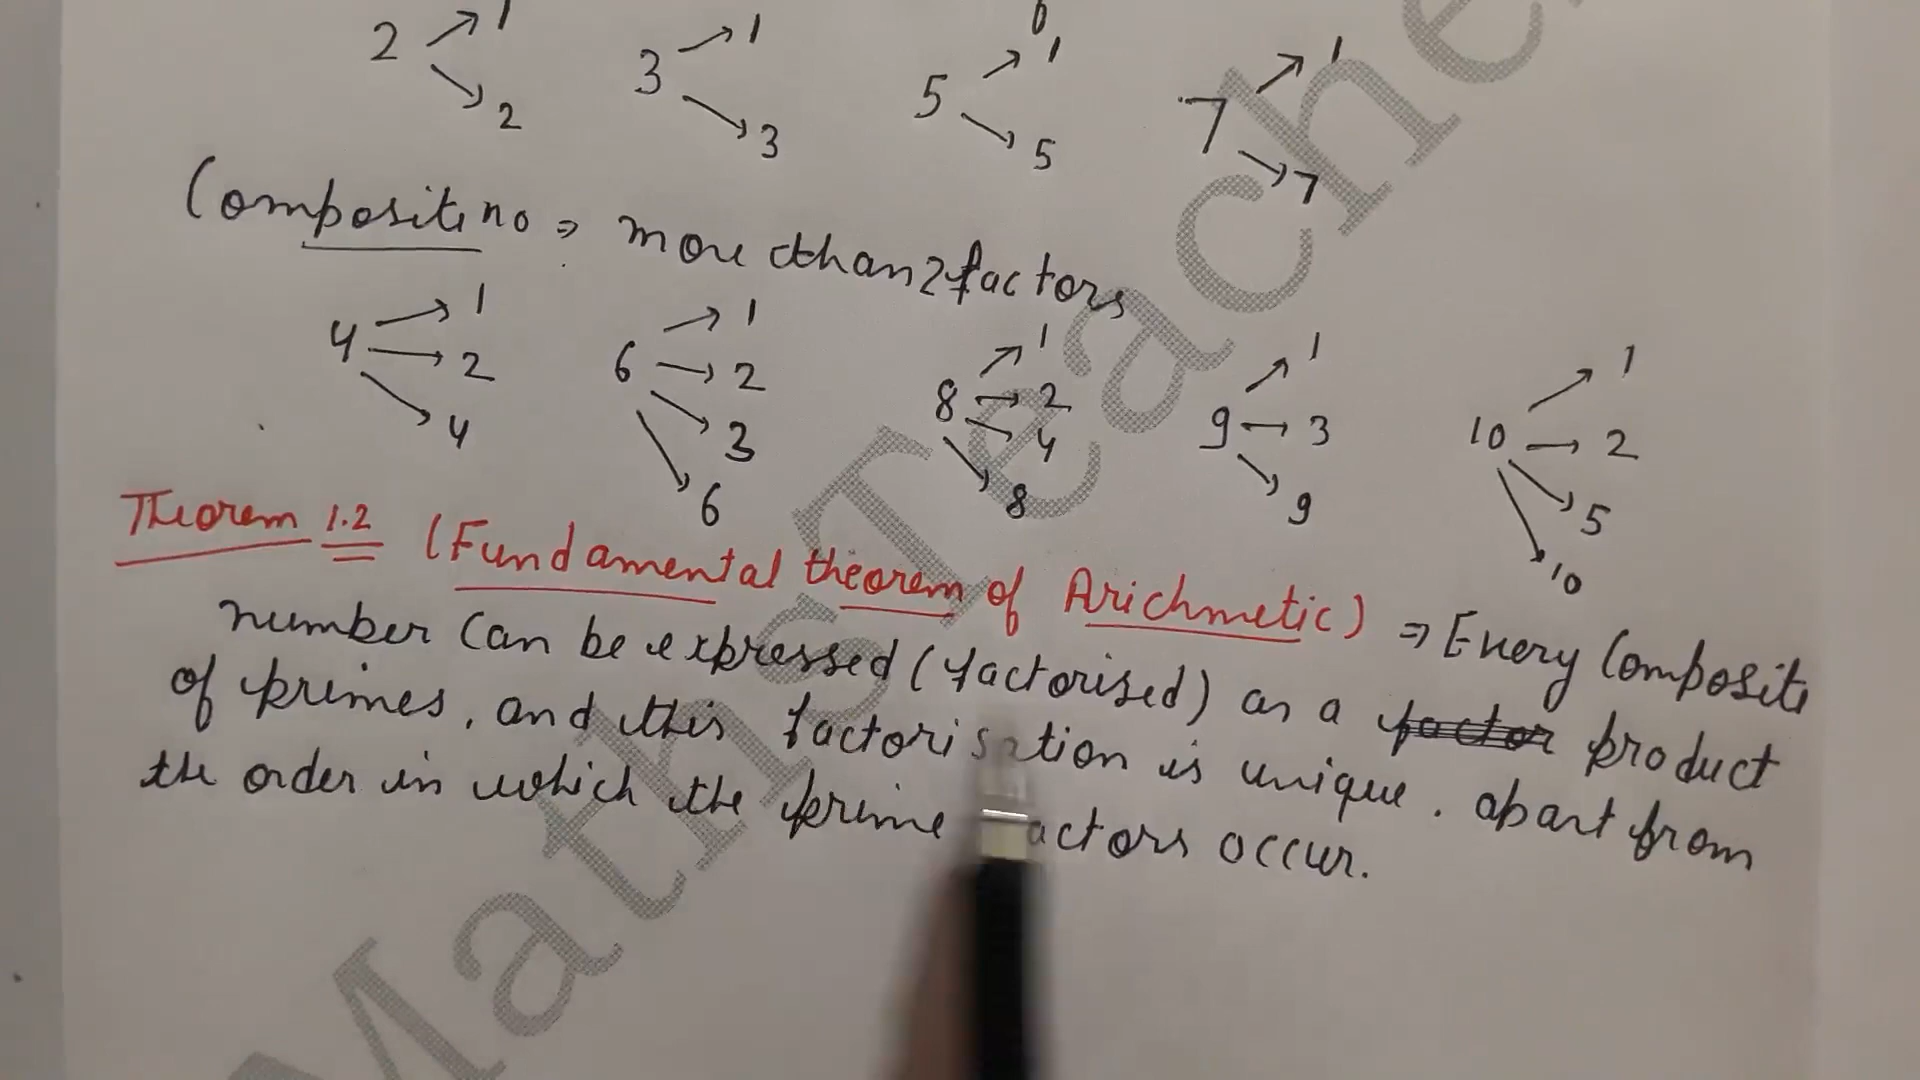 2 → 1
→ 2
3 → 1
→ 3
5 → 1
→ 5
7 → 1
→ 7
Composite no ⇒ more than 2 factors
4 → 1
→ 2
→ 4
6 → 1
→ 2
→ 3
→ 6
8 → 1
→ 2
→ 4
→ 8
9 → 1
→ 3
→ 9
10 → 1
→ 2
→ 5
→ 10
Theorem 1.2 (Fundamental theorem of Arithmetic) ⇒ Every Composite
number can be expressed (factorised) as a product
of primes, and this factorisation is unique. apart from
the order in which the prime factors occur.
MathsTeache